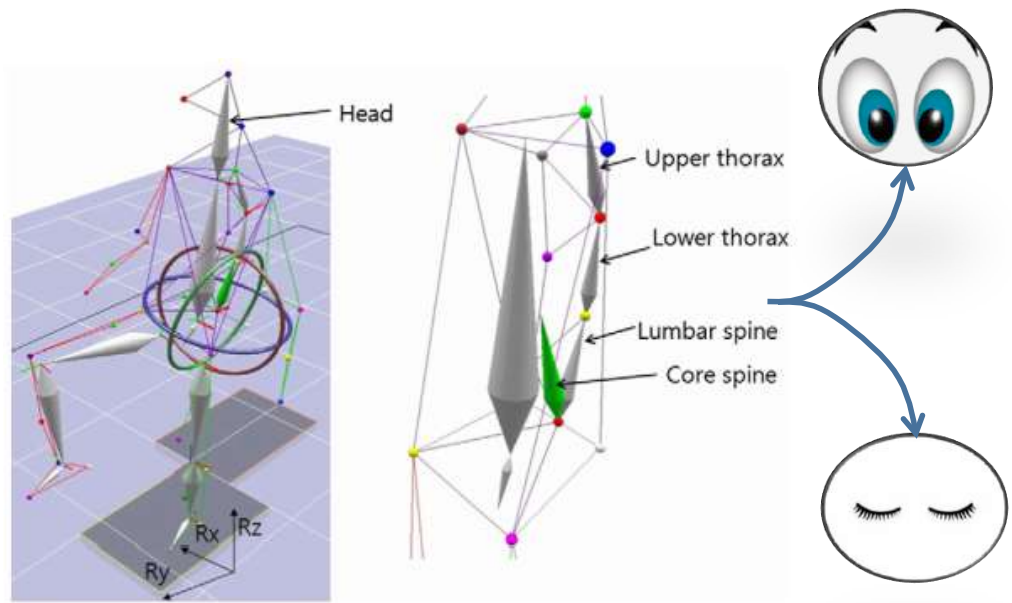 Head
Upper thorax
Lower thorax
Lumbar spine
Core spine
Rx
Rz
Ry